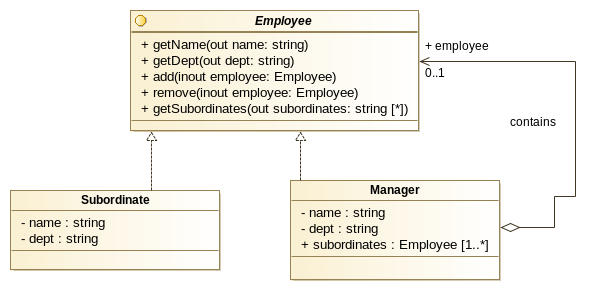 Employee
+ getName(out name: string)
+ getDept(out dept: string)
+ add(inout employee: Employee)
+ remove(inout employee: Employee)
+ getSubordinates(out subordinates: string [*])
+ employee
0..1
contains
Subordinate
- name : string
- dept : string
Manager
- name : string
- dept : string
+ subordinates : Employee [1..*]